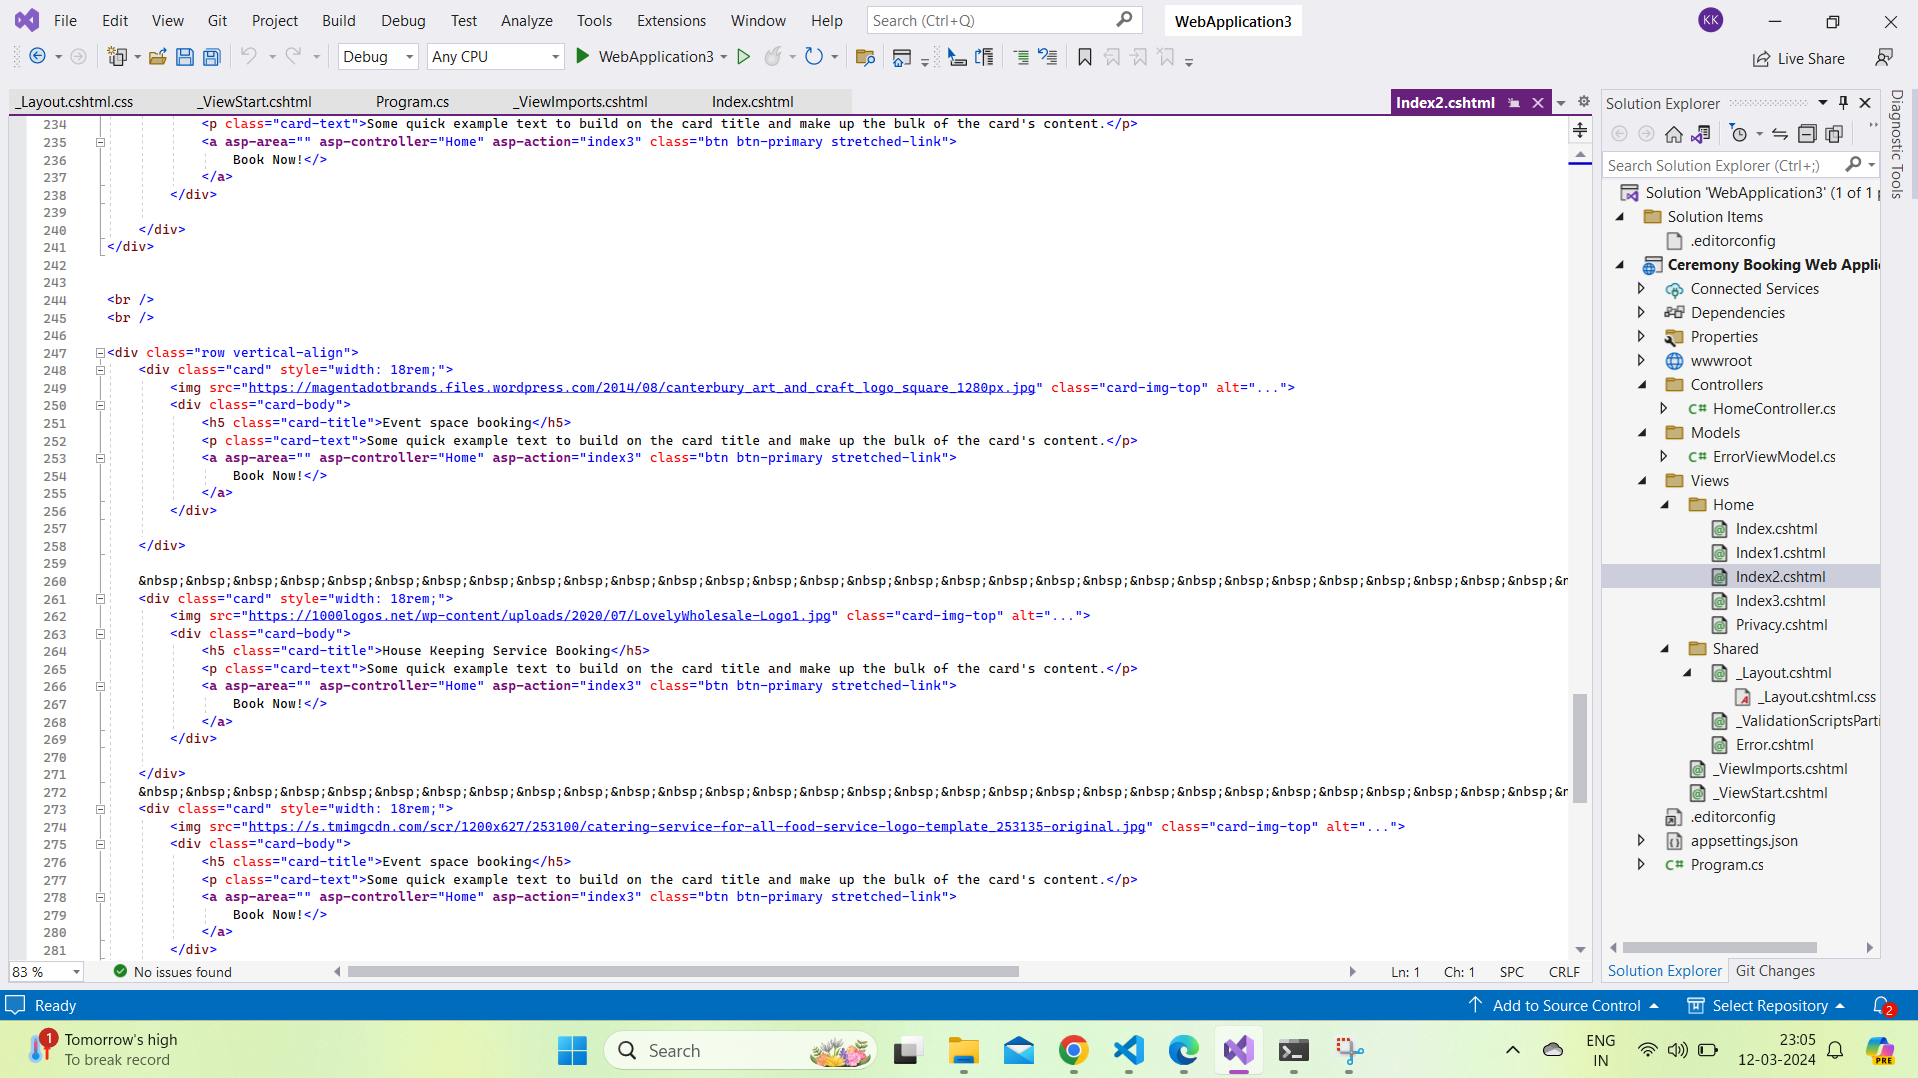 File Edit View Git Project Build Debug Test Analyze Tools Extensions Window Help Search (Ctrl+Q) WebApplication3 KK
Debug Any CPU WebApplication3 Live Share
_Layout.cshtml.css _ViewStart.cshtml Program.cs _ViewImports.cshtml Index.cshtml Index2.cshtml
234 <p class="card-text">Some quick example text to build on the card title and make up the bulk of the card's content.</p>
235 <a asp-area="" asp-controller="Home" asp-action="index3" class="btn btn-primary stretched-link">
236 Book Now!</>
237 </a>
238 </div>
239
240 </div>
241 </div>
242
243
244 <br />
245 <br />
246
247 <div class="row vertical-align">
248 <div class="card" style="width: 18rem;">
249 <img src="https://magentadotbrands.files.wordpress.com/2014/08/canterbury_art_and_craft_logo_square_1280px.jpg" class="card-img-top" alt="...">
250 <div class="card-body">
251 <h5 class="card-title">Event space booking</h5>
252 <p class="card-text">Some quick example text to build on the card title and make up the bulk of the card's content.</p>
253 <a asp-area="" asp-controller="Home" asp-action="index3" class="btn btn-primary stretched-link">
254 Book Now!</>
255 </a>
256 </div>
257
258 </div>
259
260 &nbsp;&nbsp;&nbsp;&nbsp;&nbsp;&nbsp;&nbsp;&nbsp;&nbsp;&nbsp;&nbsp;&nbsp;&nbsp;&nbsp;&nbsp;&nbsp;&nbsp;&nbsp;&nbsp;&nbsp;&nbsp;&nbsp;&nbsp;&nbsp;&nbsp;&nbsp;&nbsp;&nbsp;&nbsp;&nbsp;&n
261 <div class="card" style="width: 18rem;">
262 <img src="https://1000logos.net/wp-content/uploads/2020/07/LovelyWholesale-Logo1.jpg" class="card-img-top" alt="...">
263 <div class="card-body">
264 <h5 class="card-title">House Keeping Service Booking</h5>
265 <p class="card-text">Some quick example text to build on the card title and make up the bulk of the card's content.</p>
266 <a asp-area="" asp-controller="Home" asp-action="index3" class="btn btn-primary stretched-link">
267 Book Now!</>
268 </a>
269 </div>
270
271 </div>
272 &nbsp;&nbsp;&nbsp;&nbsp;&nbsp;&nbsp;&nbsp;&nbsp;&nbsp;&nbsp;&nbsp;&nbsp;&nbsp;&nbsp;&nbsp;&nbsp;&nbsp;&nbsp;&nbsp;&nbsp;&nbsp;&nbsp;&nbsp;&nbsp;&nbsp;&nbsp;&nbsp;&nbsp;&nbsp;&nbsp;&n
273 <div class="card" style="width: 18rem;">
274 <img src="https://s.tmimgcdn.com/scr/1200x627/253100/catering-service-for-all-food-service-logo-template_253135-original.jpg" class="card-img-top" alt="...">
275 <div class="card-body">
276 <h5 class="card-title">Event space booking</h5>
277 <p class="card-text">Some quick example text to build on the card title and make up the bulk of the card's content.</p>
278 <a asp-area="" asp-controller="Home" asp-action="index3" class="btn btn-primary stretched-link">
279 Book Now!</>
280 </a>
281 </div>
83 % No issues found Ln: 1 Ch: 1 SPC CRLF
Solution Explorer
Search Solution Explorer (Ctrl+;)
Solution 'WebApplication3' (1 of 1 p
Solution Items
.editorconfig
Ceremony Booking Web Appli
Connected Services
Dependencies
Properties
wwwroot
Controllers
C# HomeController.cs
Models
C# ErrorViewModel.cs
Views
Home
Index.cshtml
Index1.cshtml
Index2.cshtml
Index3.cshtml
Privacy.cshtml
Shared
_Layout.cshtml
_Layout.cshtml.css
_ValidationScriptsParti
Error.cshtml
_ViewImports.cshtml
_ViewStart.cshtml
.editorconfig
appsettings.json
C# Program.cs
Solution Explorer Git Changes
Diagnostic Tools
Ready Add to Source Control Select Repository 2
1 Tomorrow's high
To break record
Search
ENG
IN
23:05
12-03-2024
PRE